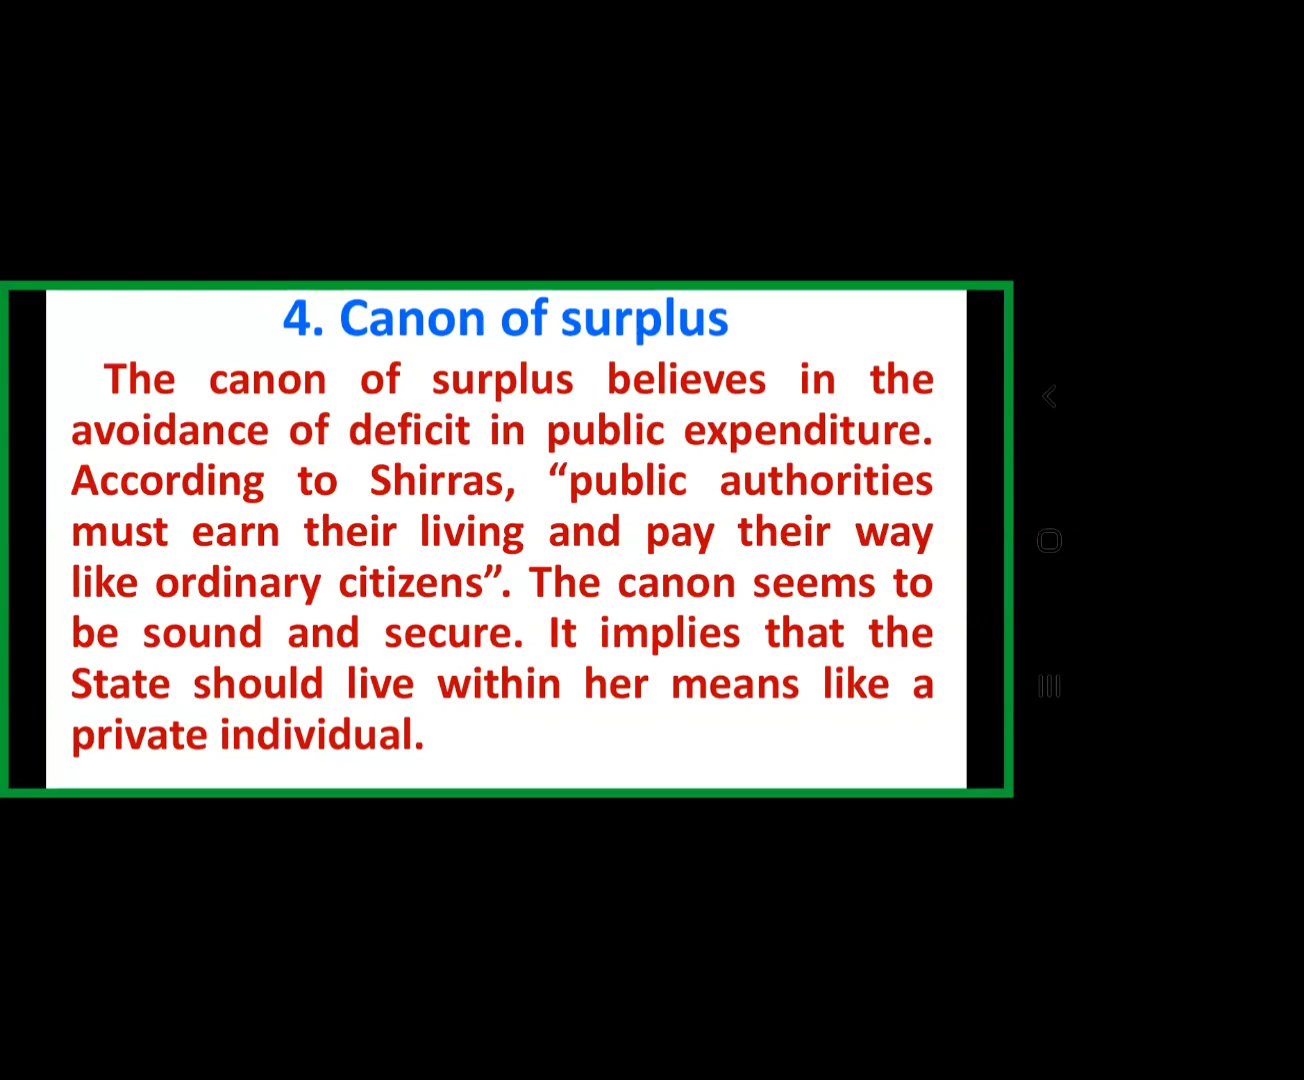 4. Canon of surplus
The canon of surplus believes in the
avoidance of deficit in public expenditure.
According to Shirras, “public authorities
must earn their living and pay their way
like ordinary citizens”. The canon seems to
be sound and secure. It implies that the
State should live within her means like a
private individual.